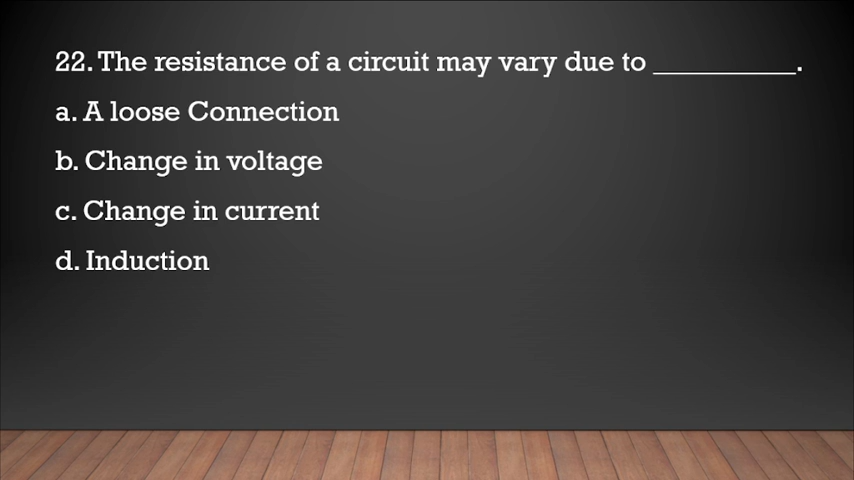 22. The resistance of a circuit may vary due to __________.
a. A loose Connection
b. Change in voltage
c. Change in current
d. Induction